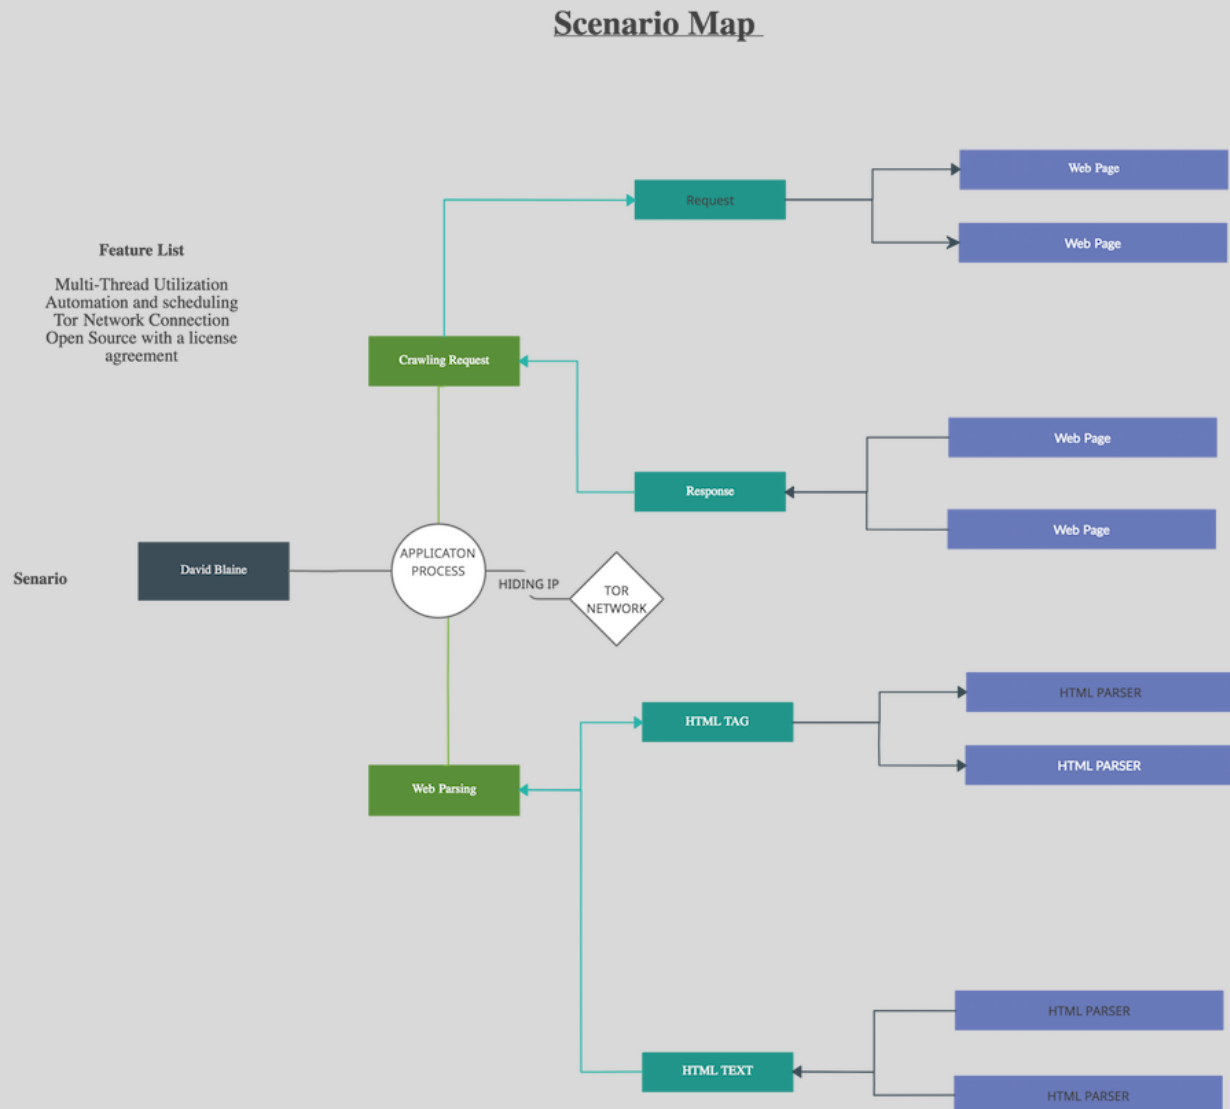 Scenario Map
Web Page
Request
Web Page
Feature List
Multi-Thread Utilization
Automation and scheduling
Tor Network Connection
Open Source with a license
agreement
Crawling Request
Web Page
Response
Web Page
Senario
David Blaine
APPLICATON
PROCESS
HIDING IP
TOR
NETWORK
HTML PARSER
HTML TAG
HTML PARSER
Web Parsing
HTML PARSER
HTML TEXT
HTML PARSER